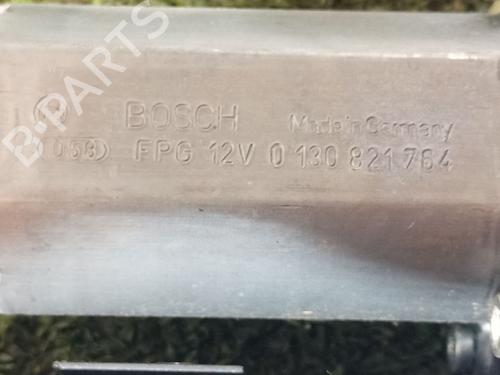 BOSCH Made in Germany
058 FPG 12V 0 130 821 764
B-PARTS